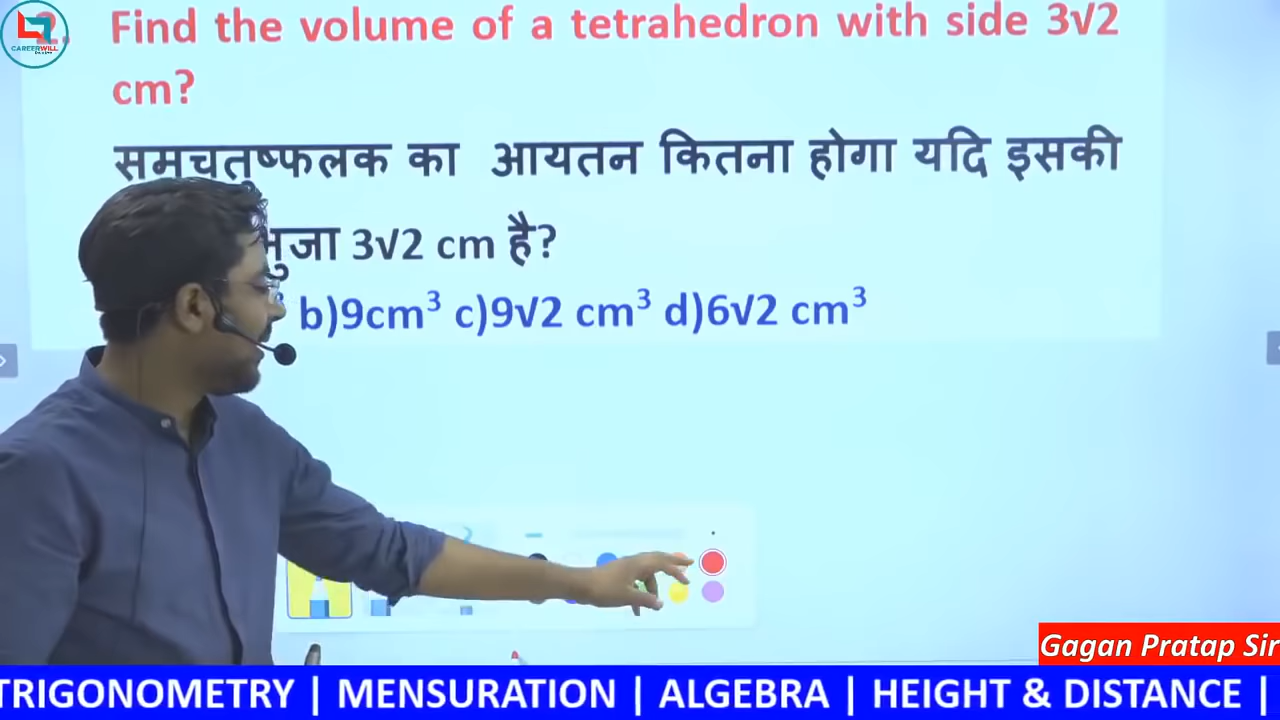 CAREERWILL
Find the volume of a tetrahedron with side 3√2
cm?
समचतुष्फलक का आयतन कितना होगा यदि इसकी
3√2 cm है?
b)9cm³ c)9√2 cm³ d)6√2 cm³
Gagan Pratap Sir
TRIGONOMETRY | MENSURATION | ALGEBRA | HEIGHT & DISTANCE |